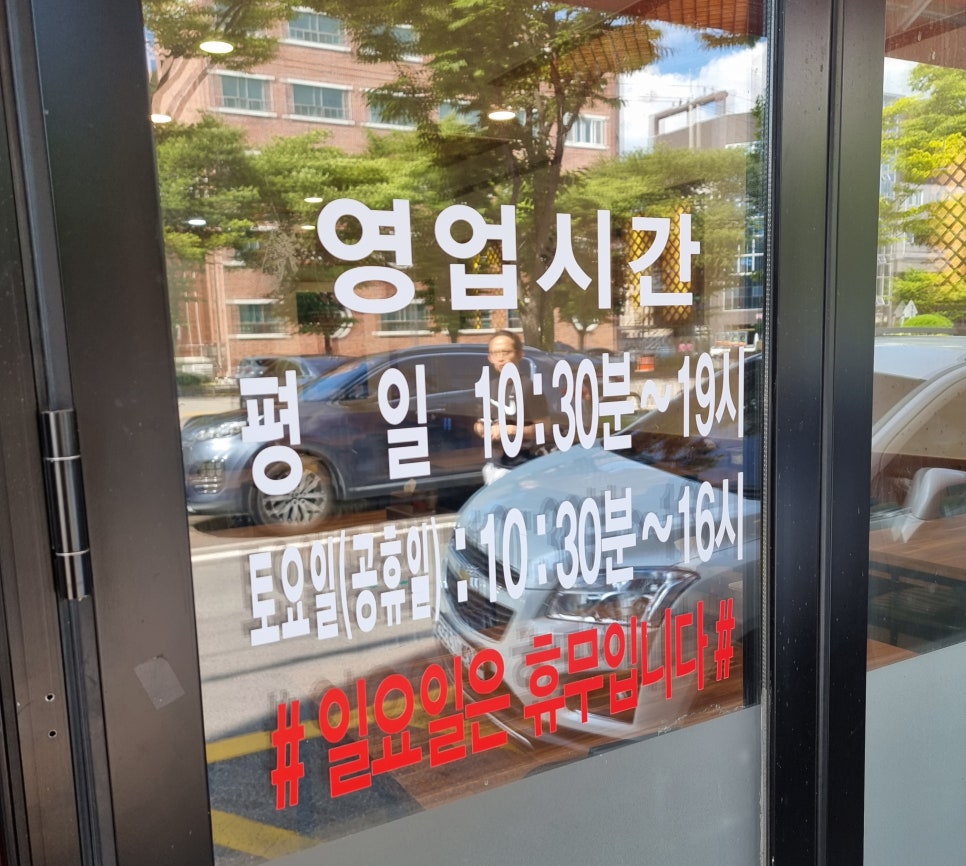 영업시간
평 일 10:30분~19시
토요일(공휴일):10:30분~16시
# 일요일은 휴무입니다 #